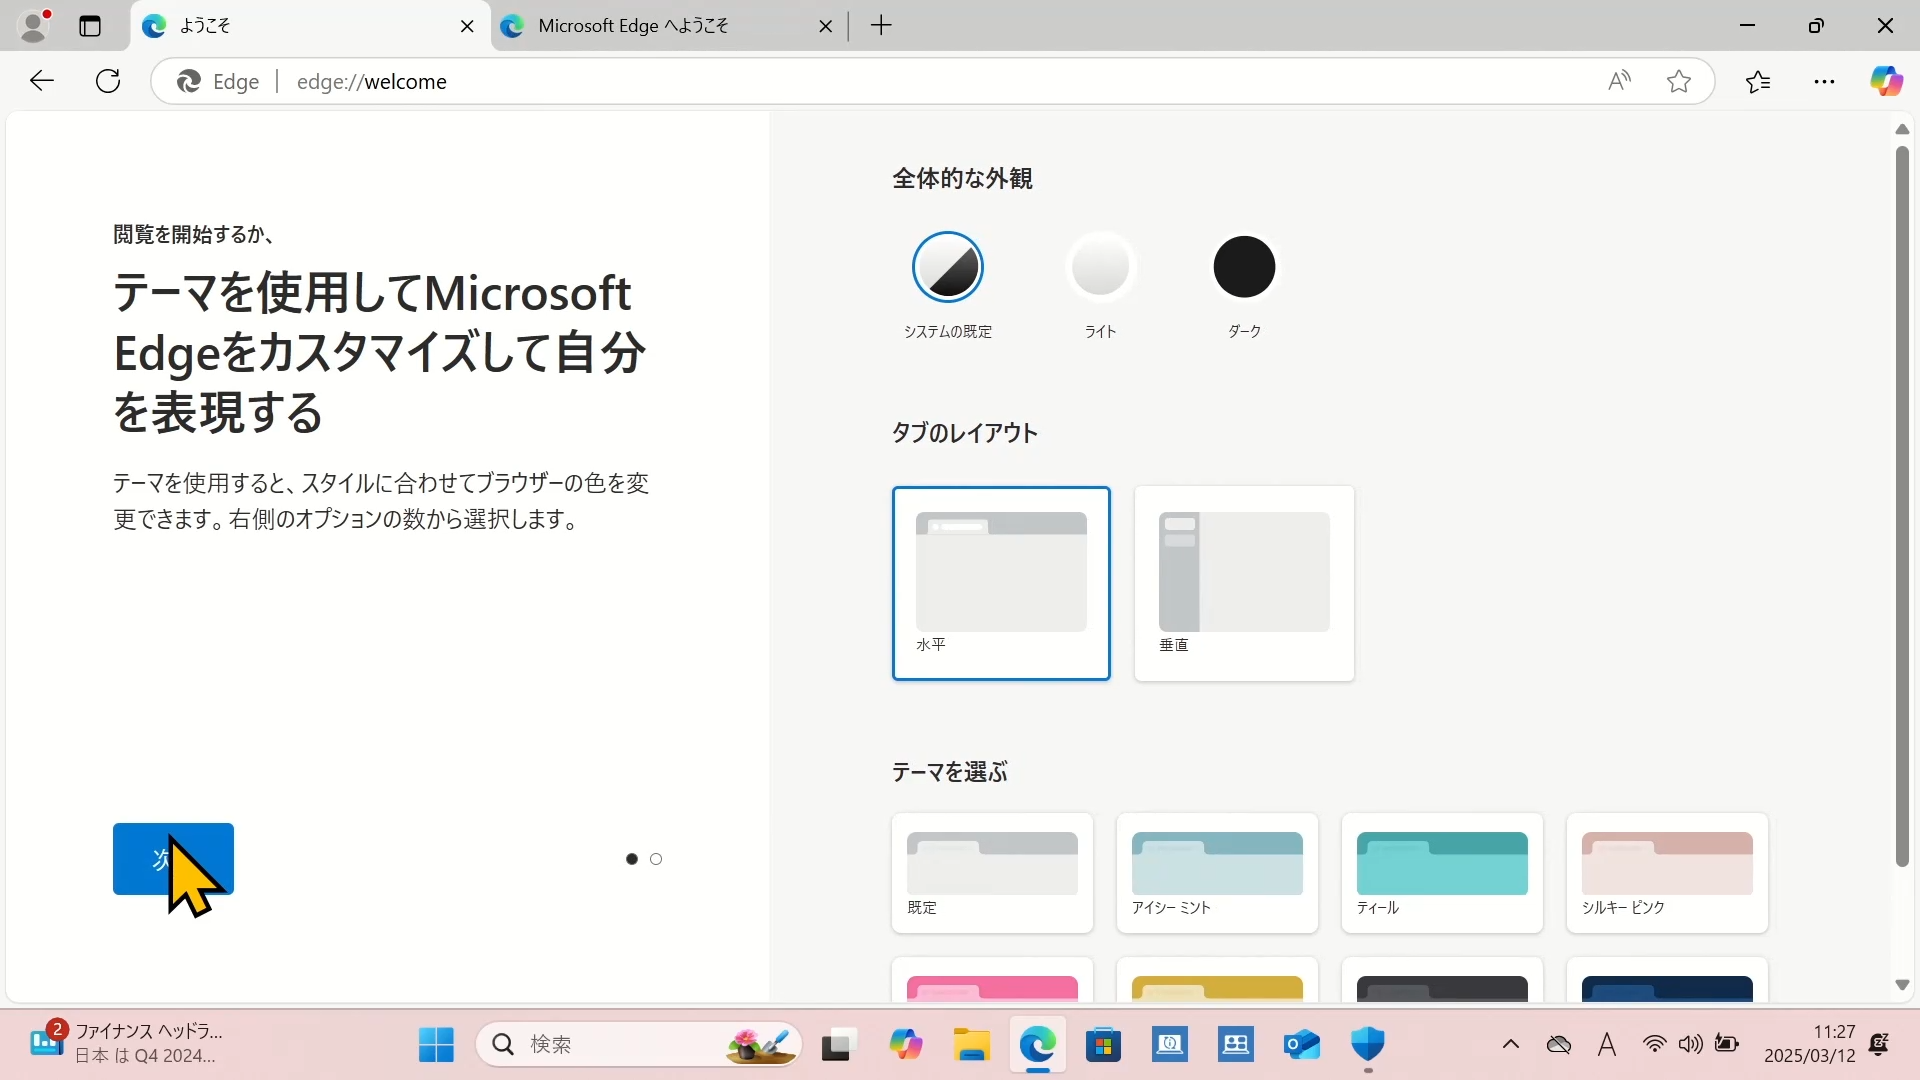 ようこそ
Microsoft Edge へようこそ
Edge
edge://welcome
閲覧を開始するか、
テーマを使用してMicrosoft
Edgeをカスタマイズして自分
を表現する
テーマを使用すると、スタイルに合わせてブラウザーの色を変
更できます。右側のオプションの数から選択します。
全体的な外観
システムの既定
ライト
ダーク
タブのレイアウト
水平
垂直
テーマを選ぶ
既定
アイシー ミント
ティール
シルキー ピンク
2
ファイナンス ヘッドラ...
日本 は Q4 2024...
検索
A
11:27
2025/03/12